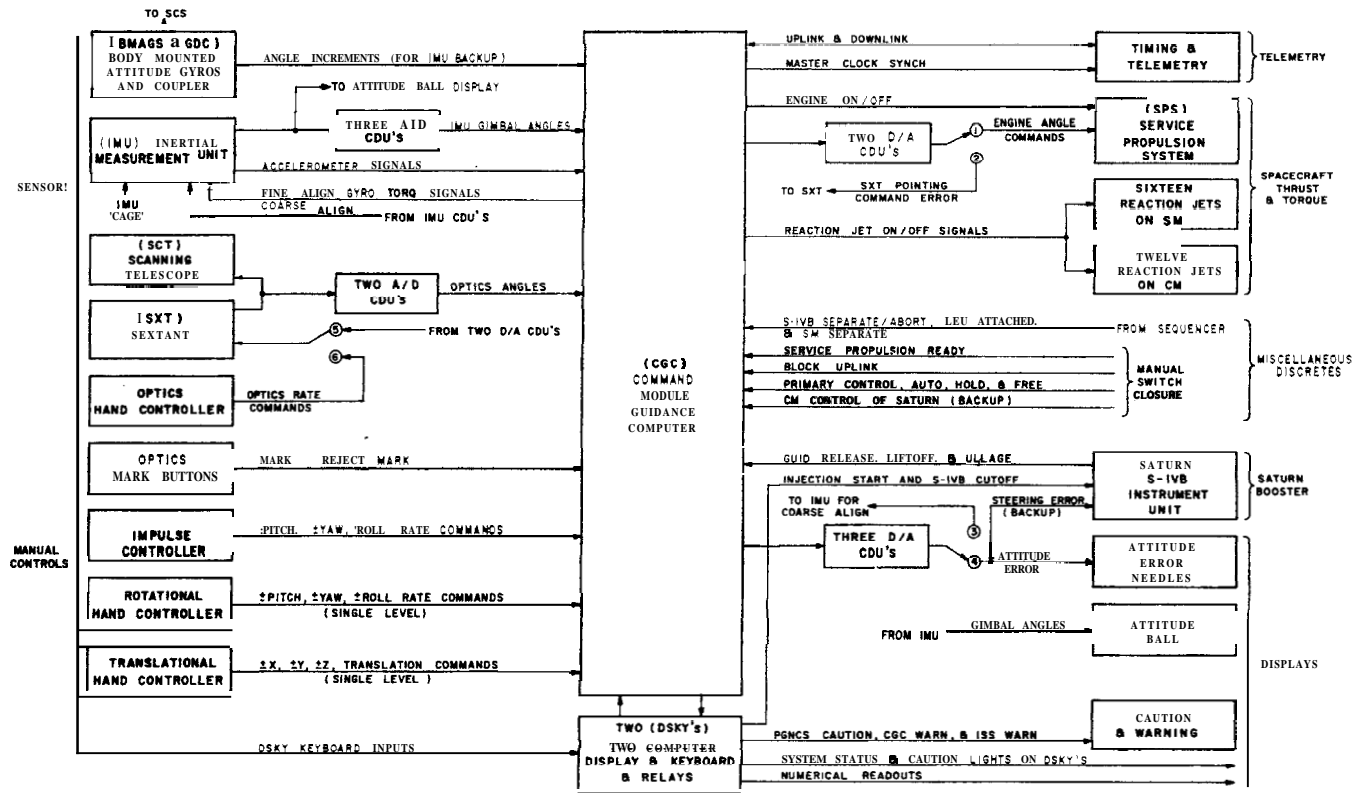 TO SCS
I BMAGS a GDC)
BODY MOUNTED
ATTITUDE GYROS
AND COUPLER
ANGLE INCREMENTS (FOR IMU BACKUP)
TO ATTITUDE BALL DISPLAY
THREE AID
CDU'S
IMU GIMBAL ANGLES
(IMU) INERTIAL
MEASUREMENT UNIT
ACCELEROMETER SIGNALS
FINE ALIGN GYRO TORQ SIGNALS
COARSE
ALIGN
FROM IMU CDU'S
IMU
'CAGE'
SENSOR!
(SCT)
SCANNING
TELESCOPE
TWO A/D
CDU'S
OPTICS ANGLES
I SXT)
SEXTANT
5
FROM TWO D/A CDU'S
6
OPTICS
HAND CONTROLLER
OPTICS RATE
COMMANDS
OPTICS
MARK BUTTONS
MARK REJECT MARK
IMPULSE
CONTROLLER
:PITCH. ±YAW, 'ROLL RATE COMMANDS
MANUAL
CONTROLS
ROTATIONAL
HAND CONTROLLER
±PITCH, ±YAW, ±ROLL RATE COMMANDS
(SINGLE LEVEL)
TRANSLATIONAL
HAND CONTROLLER
±X, ±Y, ±Z, TRANSLATION COMMANDS
(SINGLE LEVEL )
DSKY KEYBOARD INPUTS
(CGC)
COMMAND
MODULE
GUIDANCE
COMPUTER
TWO (DSKY's)
TWO COMPUTER
DISPLAY & KEYBOARD
& RELAYS
UPLINK & DOWNLINK
MASTER CLOCK SYNCH
TIMING &
TELEMETRY
TELEMETRY
ENGINE ON/OFF
TWO D/A
CDU'S
1
ENGINE ANGLE
COMMANDS
2
TO SXT
SXT POINTING
COMMAND ERROR
(SPS)
SERVICE
PROPULSION
SYSTEM
SIXTEEN
REACTION JETS
ON SM
REACTION JET ON/OFF SIGNALS
TWELVE
REACTION JETS
ON CM
SPACECRAFT
THRUST
& TORQUE
S-IVB SEPARATE/ABORT, LEU ATTACHED.
& SM SEPARATE
FROM SEQUENCER
SERVICE PROPULSION READY
BLOCK UPLINK
PRIMARY CONTROL, AUTO, HOLD, & FREE
CM CONTROL OF SATURN (BACKUP)
MANUAL
SWITCH
CLOSURE
MISCELLANEOUS
DISCRETES
GUID RELEASE. LIFTOFF. & ULLAGE
INJECTION START AND S-IVB CUTOFF
TO IMU FOR
COARSE ALIGN
STEERING ERROR
(BACKUP)
SATURN
S-IVB
INSTRUMENT
UNIT
SATURN
BOOSTER
3
THREE D/A
CDU'S
4
ATTITUDE
ERROR
ATTITUDE
ERROR
NEEDLES
FROM IMU
GIMBAL ANGLES
ATTITUDE
BALL
DISPLAYS
PGNCS CAUTION, CGC WARN, & ISS WARN
CAUTION
& WARNING
SYSTEM STATUS & CAUTION LIGHTS ON DSKY'S
NUMERICAL READOUTS